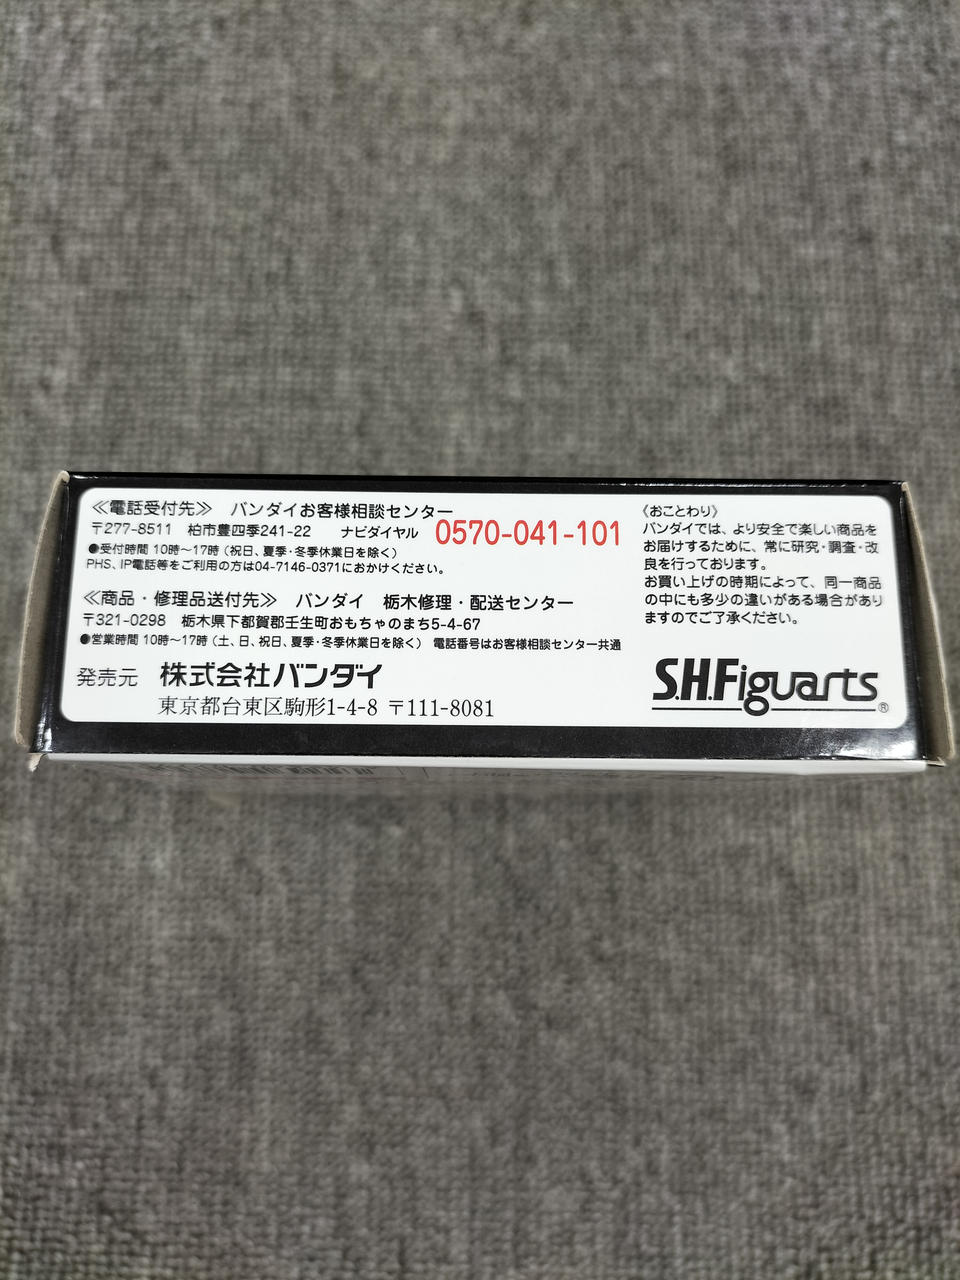 ≪電話受付先≫ バンダイお客様相談センター
〒277-8511 柏市豊四季241-22 ナビダイヤル 0570-041-101
●受付時間 10時〜17時（祝日、夏季・冬季休業日を除く）
PHS、IP電話等をご利用の方は04-7146-0371におかけください。
≪商品・修理品送付先≫ バンダイ 栃木修理・配送センター
〒321-0298 栃木県下都賀郡壬生町おもちゃのまち5-4-67
●営業時間 10時〜17時（土、日、祝日、夏季・冬季休業日を除く） 電話番号はお客様相談センター共通
発売元 株式会社バンダイ
東京都台東区駒形1-4-8 〒111-8081
《おことわり》
バンダイでは、より安全で楽しい商品を
お届けするために、常に研究・調査・改
良を行っております。
お買い上げの時期によって、同一商品
の中にも多少の違いがある場合があり
ますのでご了承ください。
S.H.Figuarts®